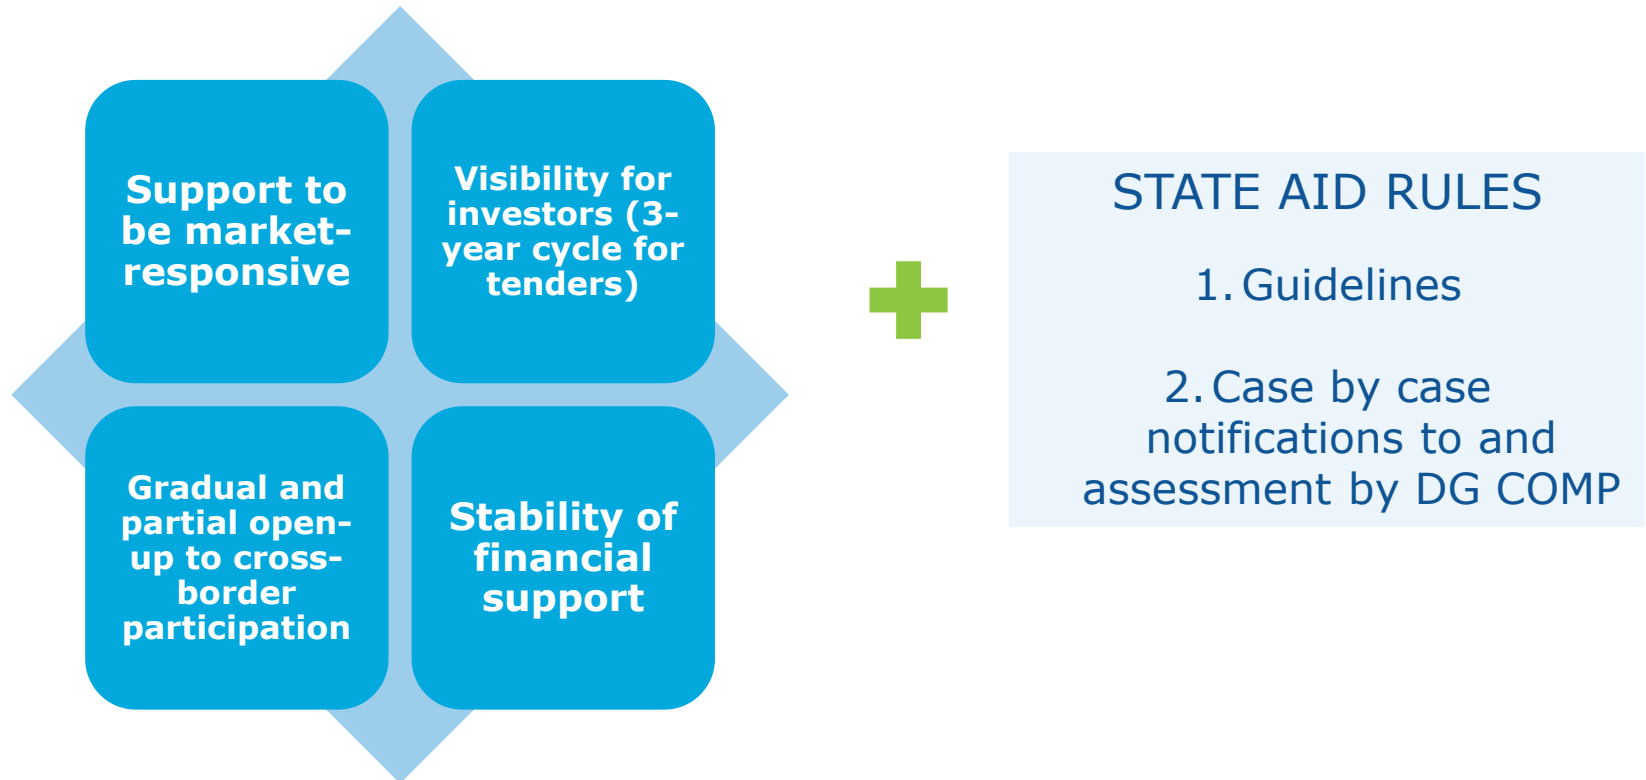 Support to
be market-
responsive
Visibility for
investors (3-
year cycle for
tenders)
Gradual and
partial open-
up to cross-
border
participation
Stability of
financial
support
STATE AID RULES
1. Guidelines
2. Case by case
notifications to and
assessment by DG COMP